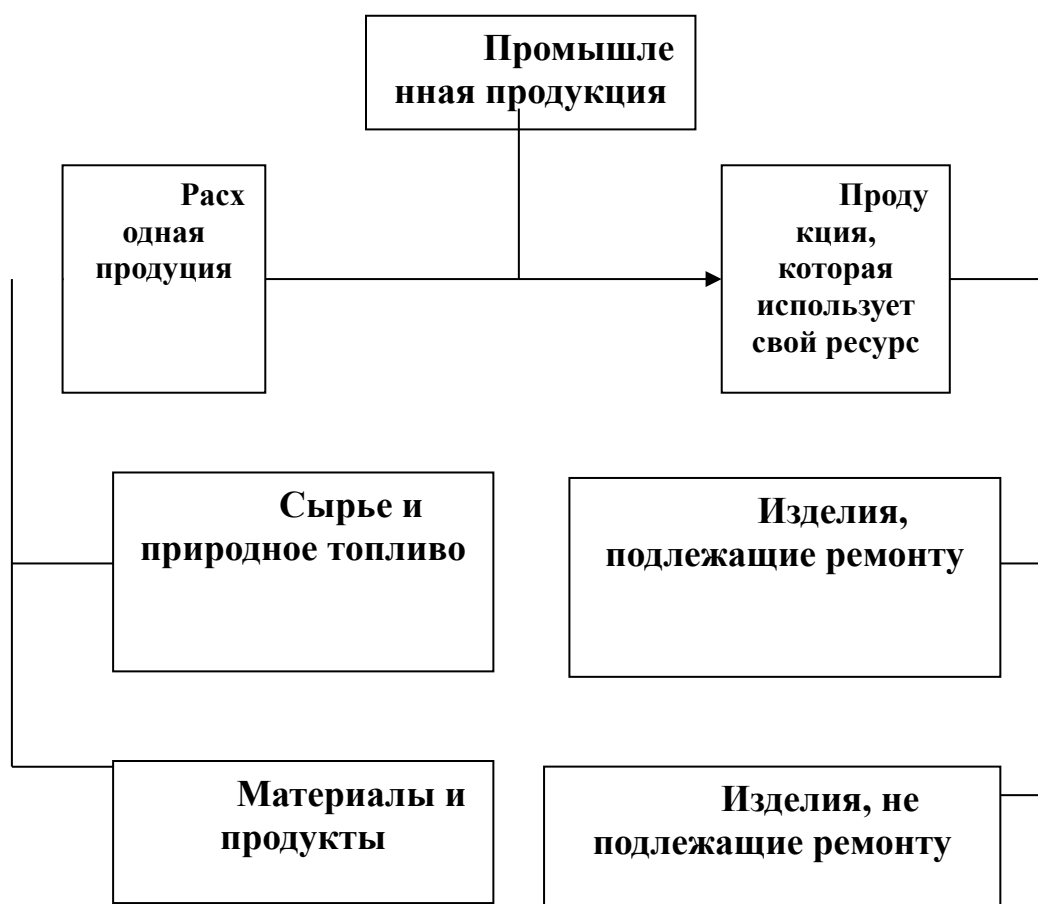 Промышле
нная продукция
Расх
одная
продуция
Проду
кция,
которая
использует
свой ресурс
Сырье и
природное топливо
Изделия,
подлежащие ремонту
Материалы и
продукты
Изделия, не
подлежащие ремонту